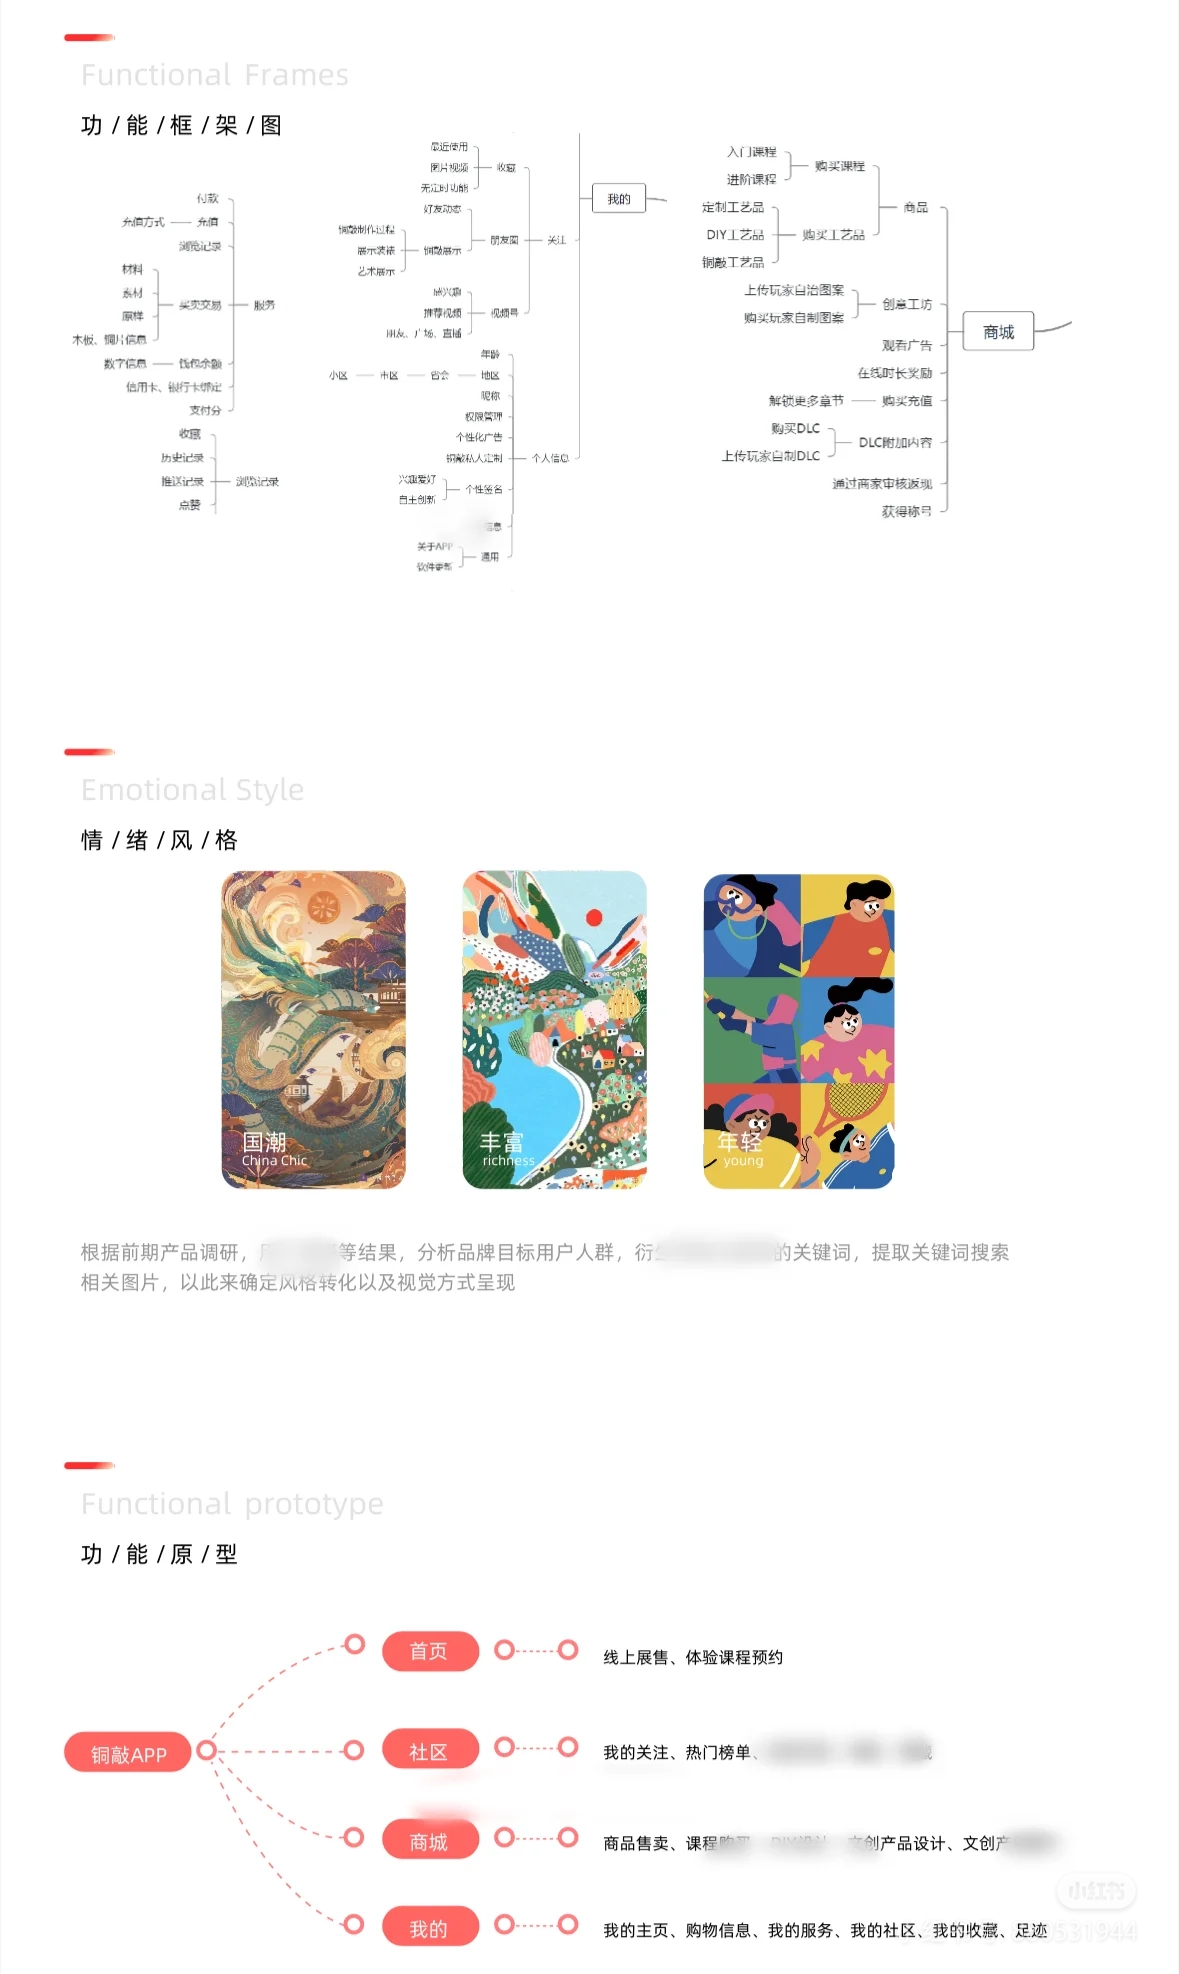 Functional Frames
功/能/框/架/图
付款
充值方式 充值
浏览记录
材料
素材
原样
木板、铜片信息
买卖交易
服务
数字信息 钱包余额
信用卡、银行卡绑定
支付分
收藏
历史记录
推送记录
点赞
浏览记录
最近使用
图片视频
无定时功能
收藏
好友动态
铜敲制作过程
展示装裱
艺术展示
铜敲展示
朋友圈
关注
感兴趣
推荐视频
朋友、广场、直播
视频号
年龄
小区 市区 省会 地区
昵称
权限管理
个性化广告
铜敲私人定制
兴趣爱好
自主创新
个性签名
个人信息
信息
关于APP
软件更新
通用
我的
入门课程
进阶课程
购买课程
定制工艺品
DIY工艺品
铜敲工艺品
购买工艺品
商品
上传玩家自治图案
购买玩家自制图案
创意工坊
观看广告
在线时长奖励
解锁更多章节 购买充值
购买DLC
上传玩家自制DLC
DLC附加内容
通过商家审核返现
获得称号
商城
Emotional Style
情/绪/风/格
国潮
China Chic
丰富
richness
年轻
young
根据前期产品调研，等结果，分析品牌目标用户人群，衍生的关键词，提取关键词搜索
相关图片，以此来确定风格转化以及视觉方式呈现
Functional prototype
功/能/原/型
铜敲APP
首页
线上展售、体验课程预约
社区
我的关注、热门榜单、
商城
商品售卖、课程购买、DIY设计、文创产品设计、文创产
我的
我的主页、购物信息、我的服务、我的社区、我的收藏、足迹
小红书